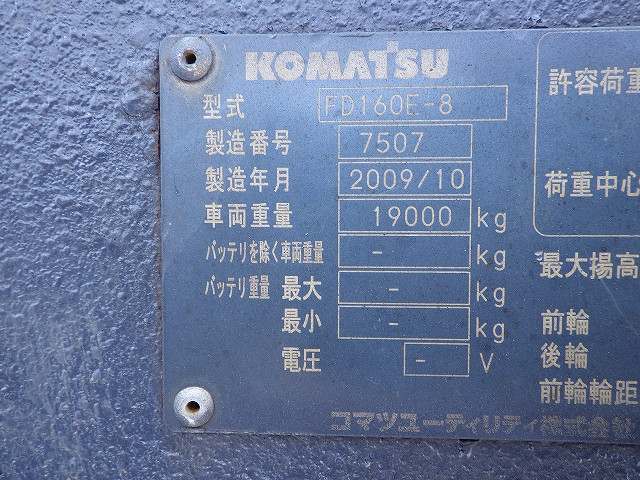 KOMATSU
型式 FD160E-8
製造番号 7507
製造年月 2009/10
車両重量 19000 kg
バッテリを除く車両重量 - kg
バッテリ重量 最大 - kg
最小 - kg
電圧 - V
許容荷重
荷重中心
最大揚高
前輪
後輪
前輪輪距
コマツユーティリティ株式会社